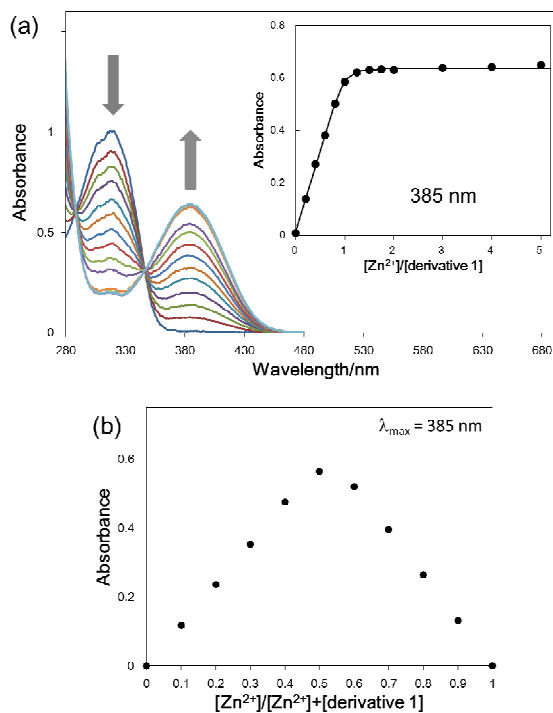 (a)
Absorbance
1
0.5
0
280 330 380 430 480 530 580 630 680
Wavelength/nm
Absorbance
0.8
0.6
0.4
0.2
0
0 1 2 3 4 5
385 nm
[Zn²⁺]/[derivative 1]
(b)
λmax = 385 nm
Absorbance
0.6
0.4
0.2
0
0 0.1 0.2 0.3 0.4 0.5 0.6 0.7 0.8 0.9 1
[Zn²⁺]/[Zn²⁺]+[derivative 1]